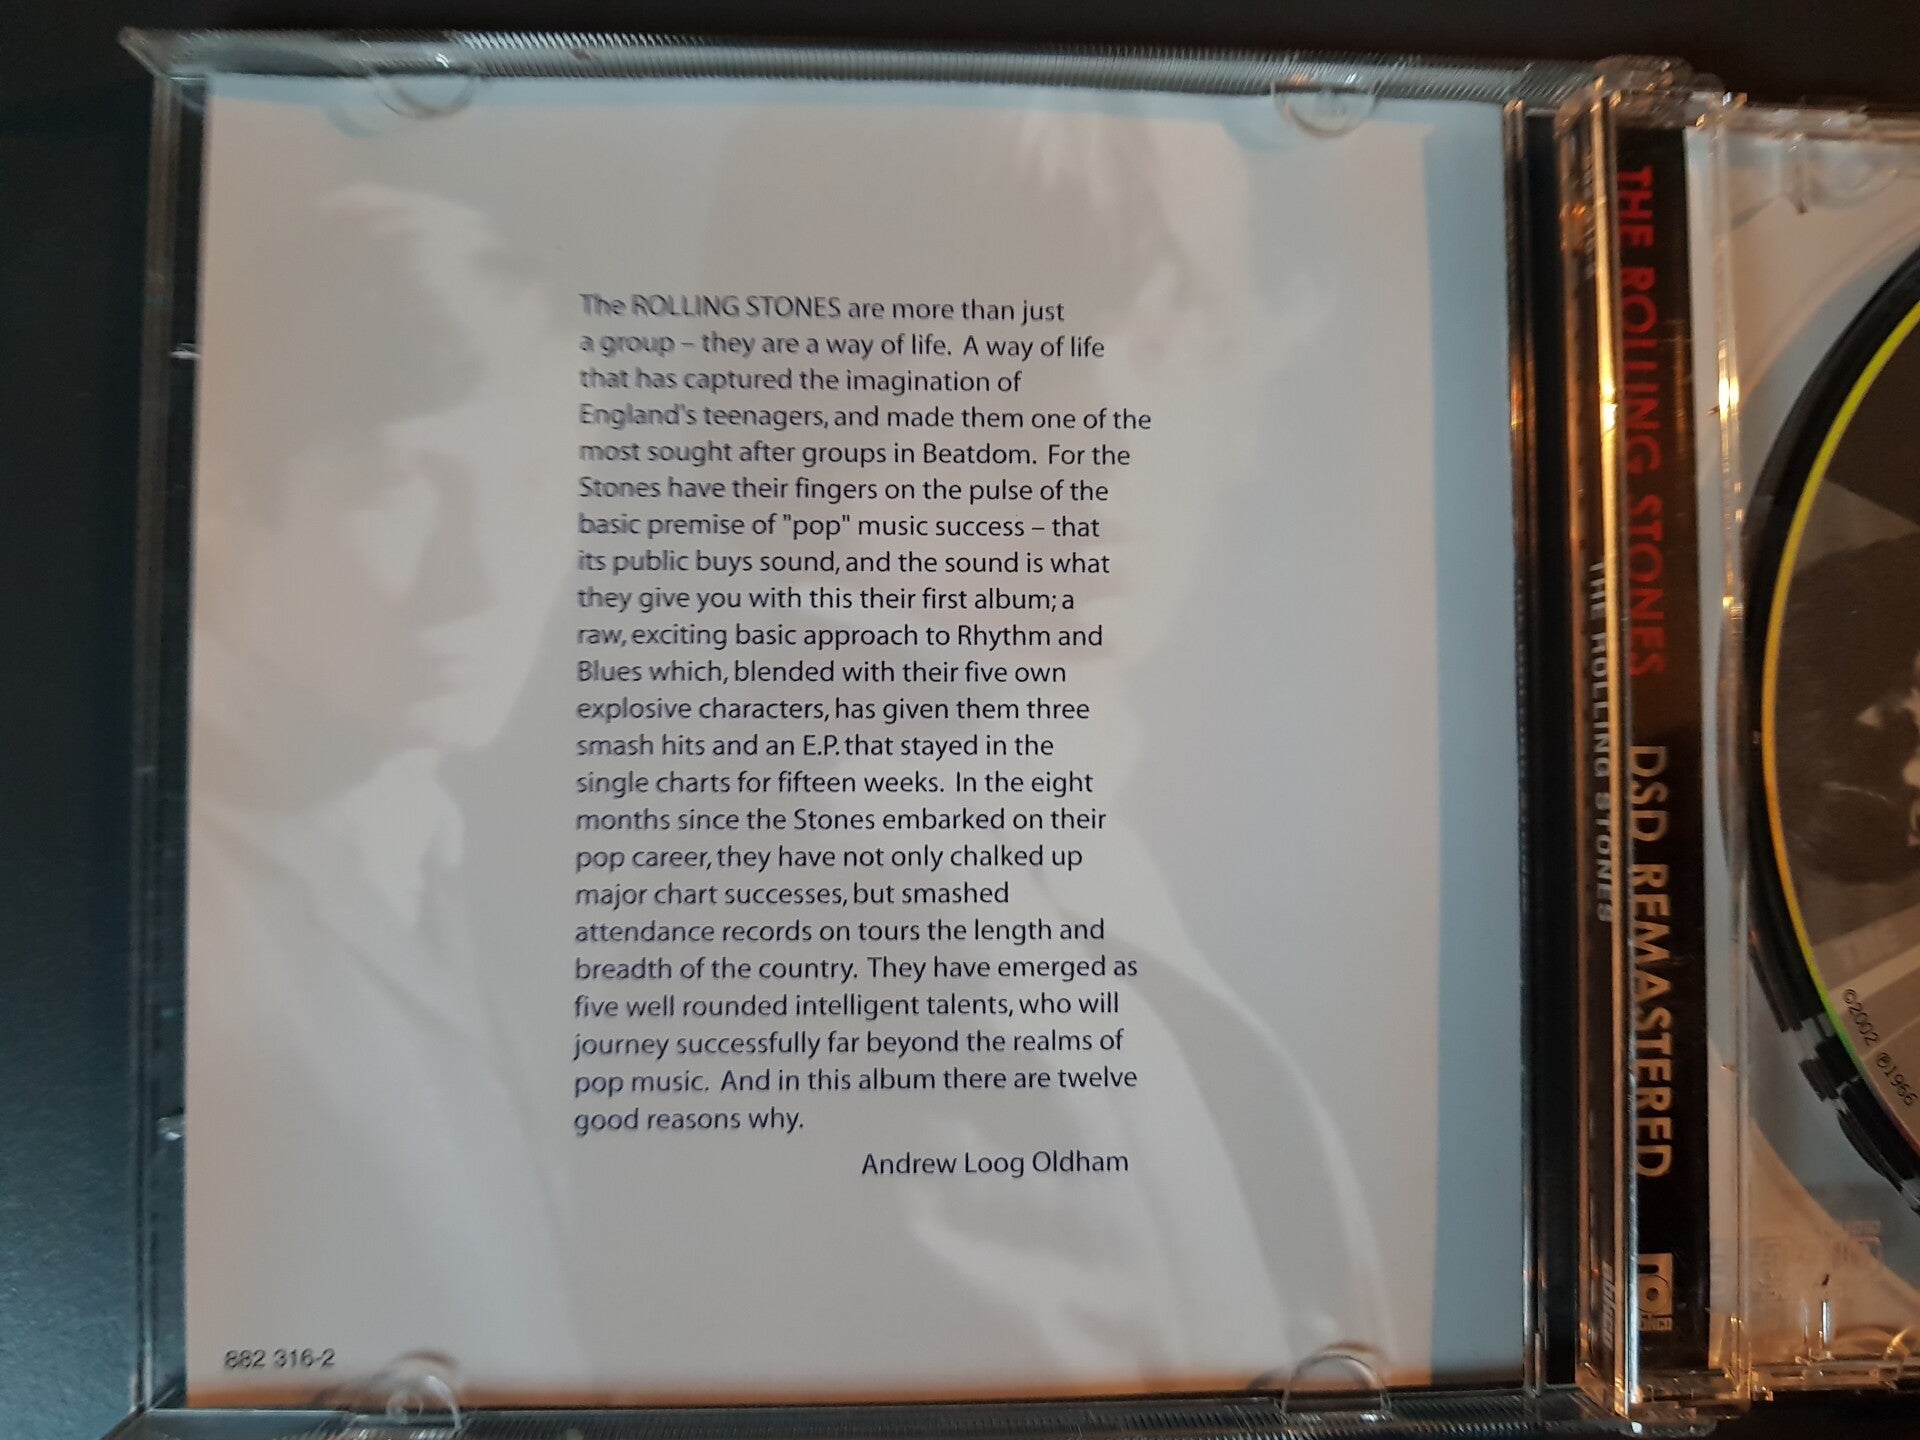 The ROLLING STONES are more than just
a group – they are a way of life. A way of life
that has captured the imagination of
England's teenagers, and made them one of the
most sought after groups in Beatdom. For the
Stones have their fingers on the pulse of the
basic premise of "pop" music success – that
its public buys sound, and the sound is what
they give you with this their first album; a
raw, exciting basic approach to Rhythm and
Blues which, blended with their five own
explosive characters, has given them three
smash hits and an E.P. that stayed in the
single charts for fifteen weeks. In the eight
months since the Stones embarked on their
pop career, they have not only chalked up
major chart successes, but smashed
attendance records on tours the length and
breadth of the country. They have emerged as
five well rounded intelligent talents, who will
journey successfully far beyond the realms of
pop music. And in this album there are twelve
good reasons why.
Andrew Loog Oldham
882 316-2
THE ROLLING STONES
THE ROLLING STONES DSD REMASTERED
©2002 ℗1966